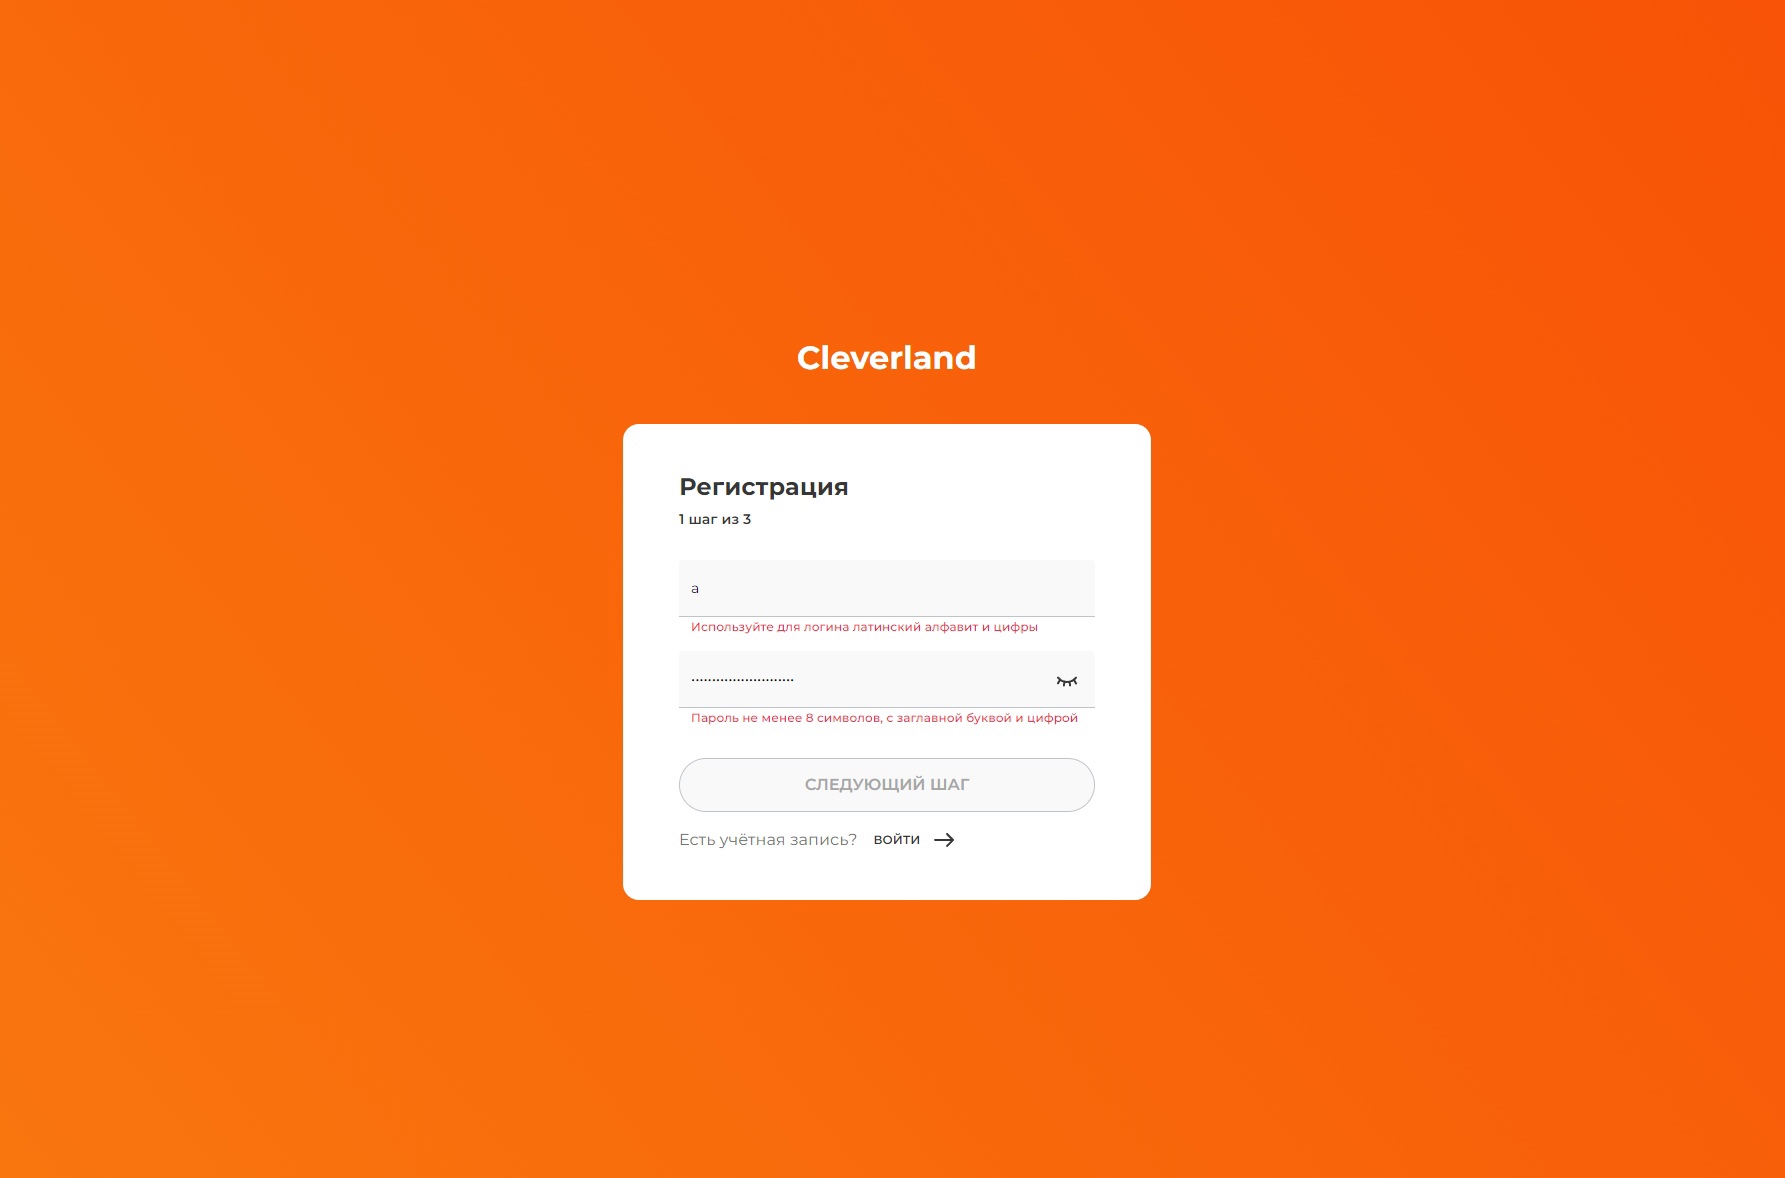 Cleverland
Регистрация
1 шаг из 3
а
Используйте для логина латинский алфавит и цифры
•••••••••••••••••••••••••
Пароль не менее 8 символов, с заглавной буквой и цифрой
СЛЕДУЮЩИЙ ШАГ
Есть учётная запись? ВОЙТИ